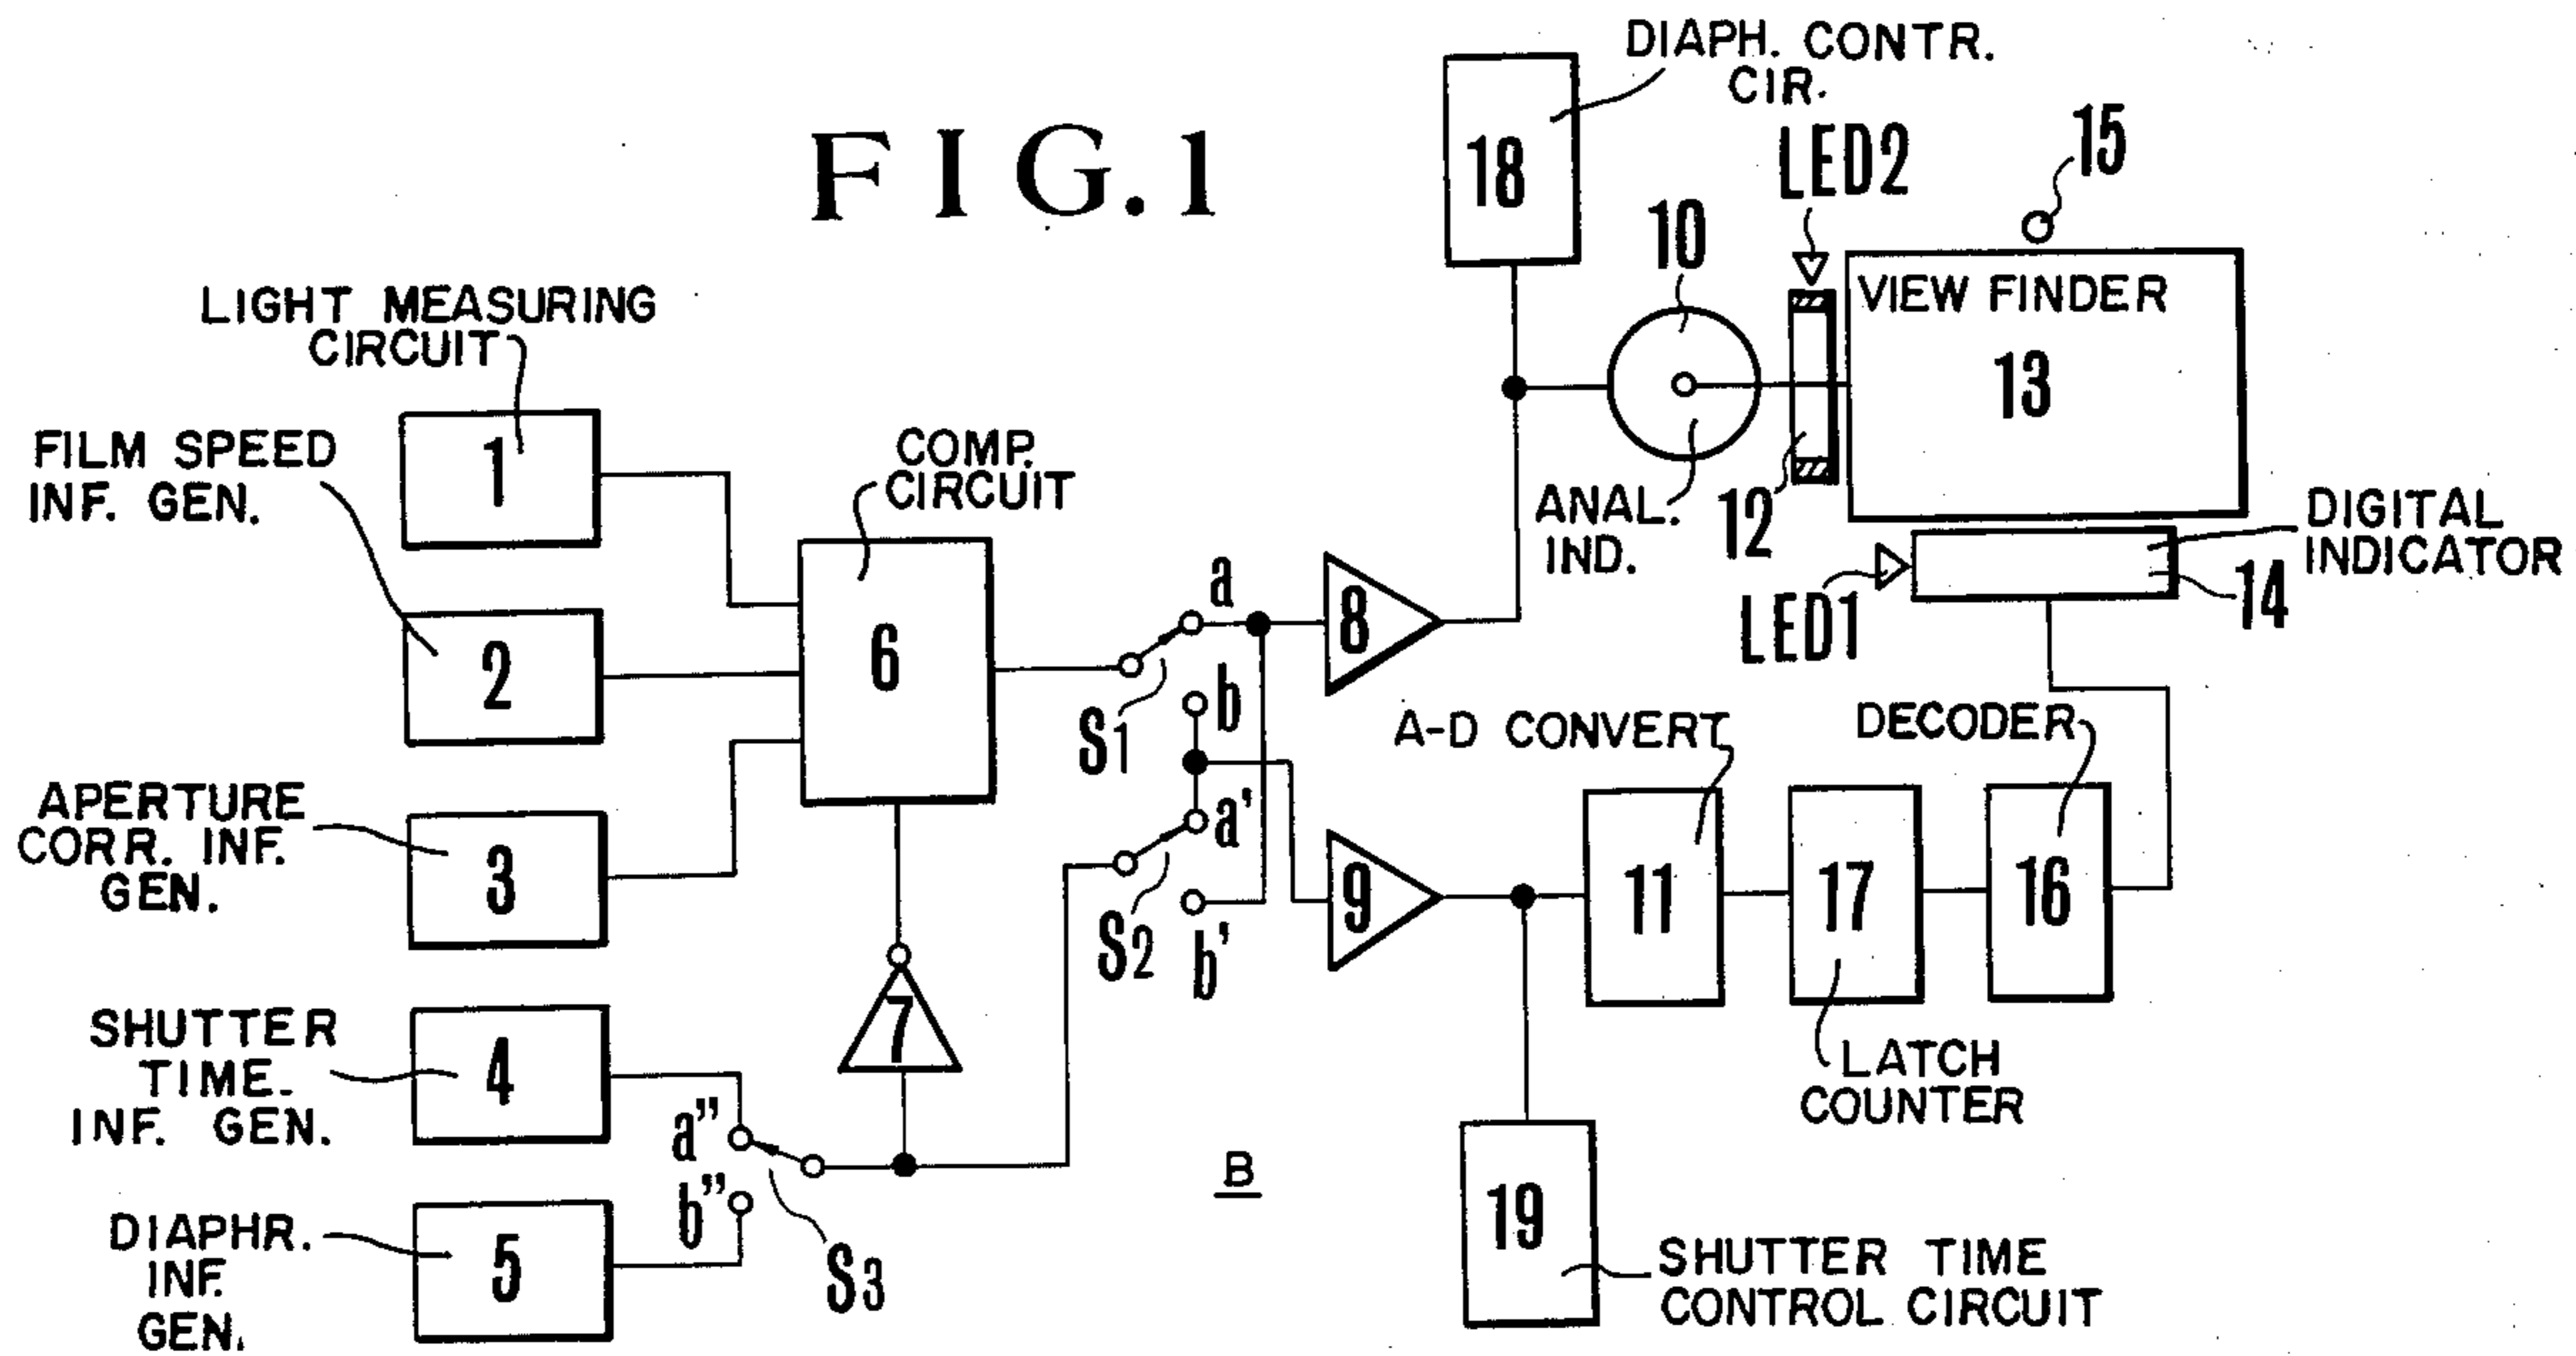 FIG.1
DIAPH. CONTR.
CIR.
18
LED2
15
10
VIEW FINDER
13
LIGHT MEASURING
CIRCUIT
1
FILM SPEED
INF. GEN.
2
COMP.
CIRCUIT
6
ANAL.
IND.
12
DIGITAL
INDICATOR
14
LED1
a
8
b
S1
APERTURE
CORR. INF.
GEN.
3
A-D CONVERT.
DECODER
a'
S2
b'
9
11
17
16
7
SHUTTER
TIME.
INF. GEN.
4
a"
b"
S3
B
LATCH
COUNTER
DIAPHR.
INF.
GEN.
5
19
SHUTTER TIME
CONTROL CIRCUIT